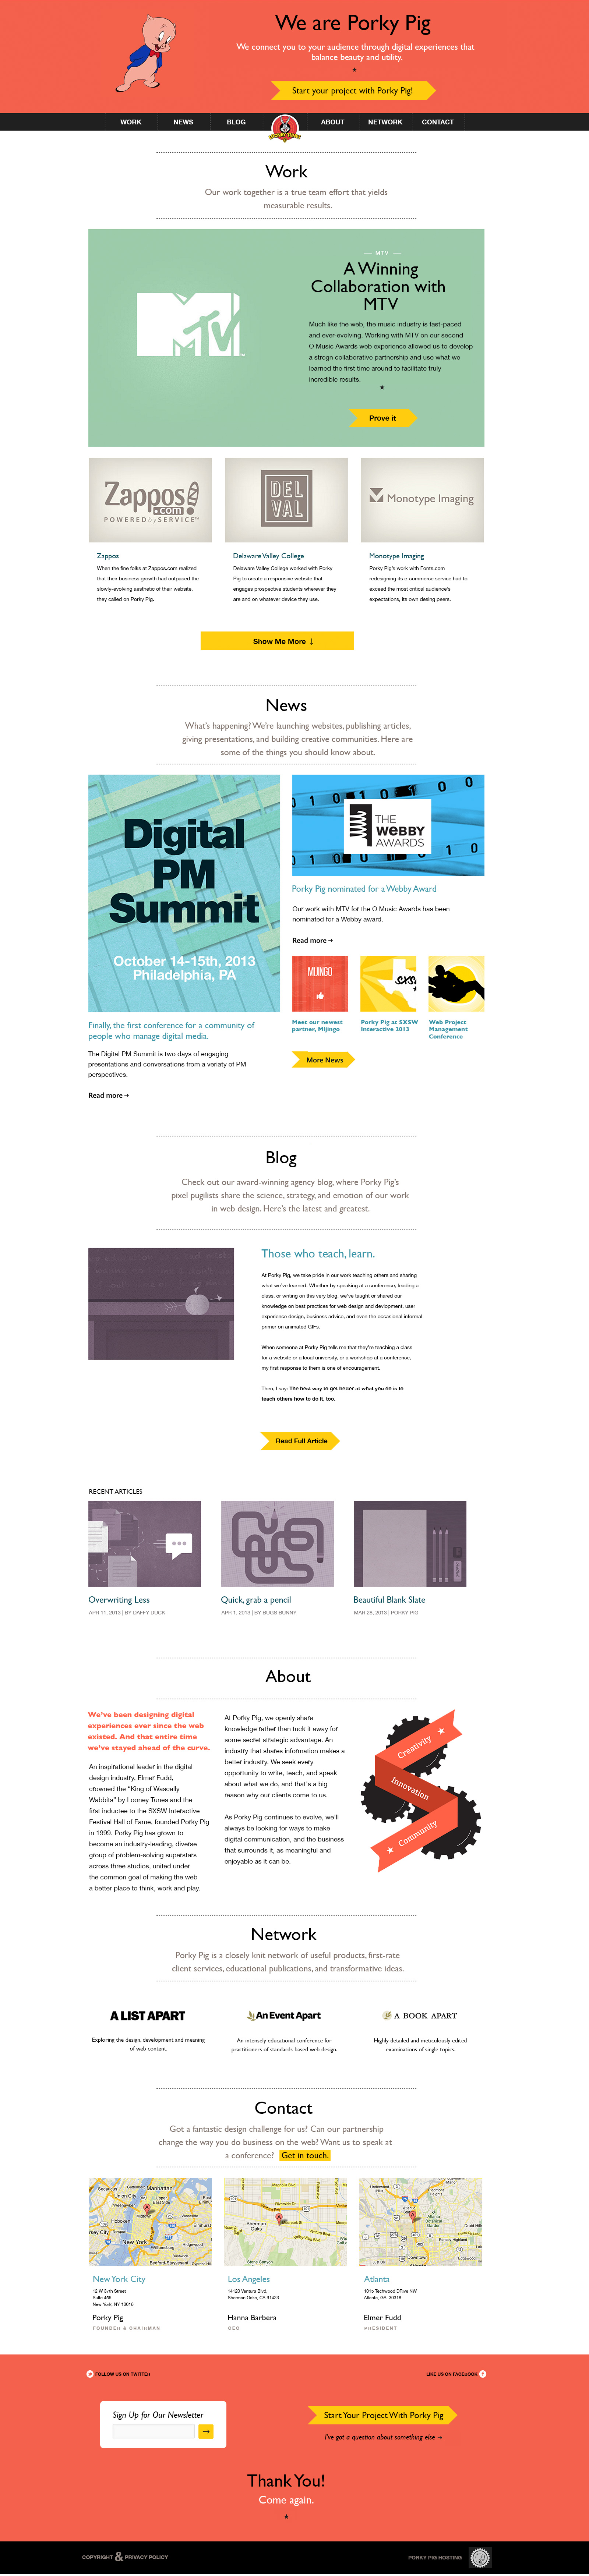 We are Porky Pig
We connect you to your audience through digital experiences that
balance beauty and utility.
Start your project with Porky Pig!
WORK NEWS BLOG ABOUT NETWORK CONTACT
Work
Our work together is a true team effort that yields
measurable results.
MTV
A Winning
Collaboration with
MTV
Much like the web, the music industry is fast-paced
and ever-evolving. Working with MTV on our second
O Music Awards web experience allowed us to develop
a strogn collaborative partnership and use what we
learned the first time around to facilitate truly
incredible results.
Prove it
Zappos
.com
POWERED by SERVICE™
DEL
VAL
Monotype Imaging
Zappos
When the fine folks at Zappos.com realized
that their business growth had outpaced the
slowly-evolving aesthetic of their website,
they called on Porky Pig.
Delaware Valley College
Delaware Valley College worked with Porky
Pig to create a responsive website that
engages prospective students wherever they
are and on whatever device they use.
Monotype Imaging
Porky Pig's work with Fonts.com
redesigning its e-commerce service had to
exceed the most critical audience's
expectations, its own desing peers.
Show Me More ↓
News
What's happening? We're launching websites, publishing articles,
giving presentations, and building creative communities. Here are
some of the things you should know about.
Digital
PM
Summit
October 14-15th, 2013
Philadelphia, PA
Finally, the first conference for a community of
people who manage digital media.
The Digital PM Summit is two days of engaging
presentations and conversations from a veriaty of PM
perspectives.
Read more →
THE
WEBBY
AWARDS
Porky Pig nominated for a Webby Award
Our work with MTV for the O Music Awards has been
nominated for a Webby award.
Read more →
MIJINGO
SXSW
Meet our newest
partner, Mijingo
Porky Pig at SXSW
Interactive 2013
Web Project
Management
Conference
More News
Blog
Check out our award-winning agency blog, where Porky Pig's
pixel pugilists share the science, strategy, and emotion of our work
in web design. Here's the latest and greatest.
Those who teach, learn.
At Porky Pig, we take pride in our work teaching others and sharing
what we've learned. Whether by speaking at a conference, leading a
class, or writing on this very blog, we've taught or shared our
knowledge on best practices for web design and devlopment, user
experience design, business advice, and even the occasional informal
primer on animated GIFs.
When someone at Porky Pig tells me that they're teaching a class
for a website or a local university, or a workshop at a conference,
my first response to them is one of encouragement.
Then, I say: The best way to get better at what you do is to
teach others how to do it, too.
Read Full Article
RECENT ARTICLES
Overwriting Less
APR 11, 2013 | BY DAFFY DUCK
Quick, grab a pencil
APR 1, 2013 | BY BUGS BUNNY
Beautiful Blank Slate
MAR 28, 2013 | PORKY PIG
About
We've been designing digital
experiences ever since the web
existed. And that entire time
we've stayed ahead of the curve.
An inspirational leader in the digital
design industry, Elmer Fudd,
crowned the "King of Wascally
Wabbits" by Looney Tunes and the
first inductee to the SXSW Interactive
Festival Hall of Fame, founded Porky Pig
in 1999. Porky Pig has grown to
become an industry-leading, diverse
group of problem-solving superstars
across three studios, united under
the common goal of making the web
a better place to think, work and play.
At Porky Pig, we openly share
knowledge rather than tuck it away for
some secret strategic advantage. An
industry that shares information makes a
better industry. We seek every
opportunity to write, teach, and speak
about what we do, and that's a big
reason why our clients come to us.
As Porky Pig continues to evolve, we'll
always be looking for ways to make
digital communication, and the business
that surrounds it, as meaningful and
enjoyable as it can be.
Creativity
Innovation
Community
Network
Porky Pig is a closely knit network of useful products, first-rate
client services, educational publications, and transformative ideas.
A LIST APART
Exploring the design, development and meaning
of web content.
An Event Apart
An intensely educational conference for
practitioners of standards-based web design.
A BOOK APART
Highly detailed and meticulously edited
examinations of single topics.
Contact
Got a fantastic design challenge for us? Can our partnership
change the way you do business on the web? Want us to speak at
a conference? Get in touch.
New York City
12 W 37th Street
Suite 456
New York, NY 10016
Porky Pig
FOUNDER & CHAIRMAN
Los Angeles
14120 Ventura Blvd,
Sherman Oaks, CA 91423
Hanna Barbera
CEO
Atlanta
1015 Techwood DRive NW
Atlanta, GA 30318
Elmer Fudd
PRESIDENT
FOLLOW US ON TWITTER
LIKE US ON FACEBOOK
Sign Up for Our Newsletter
→
Start Your Project With Porky Pig
I've got a question about something else →
Thank You!
Come again.
COPYRIGHT & PRIVACY POLICY
PORKY PIG HOSTING